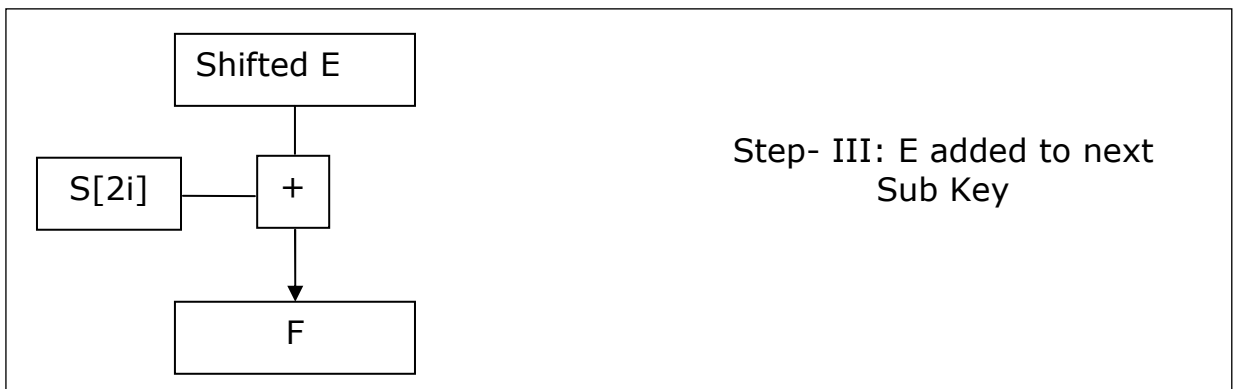 Shifted E
S[2i]
+
Step- III: E added to next
Sub Key
F